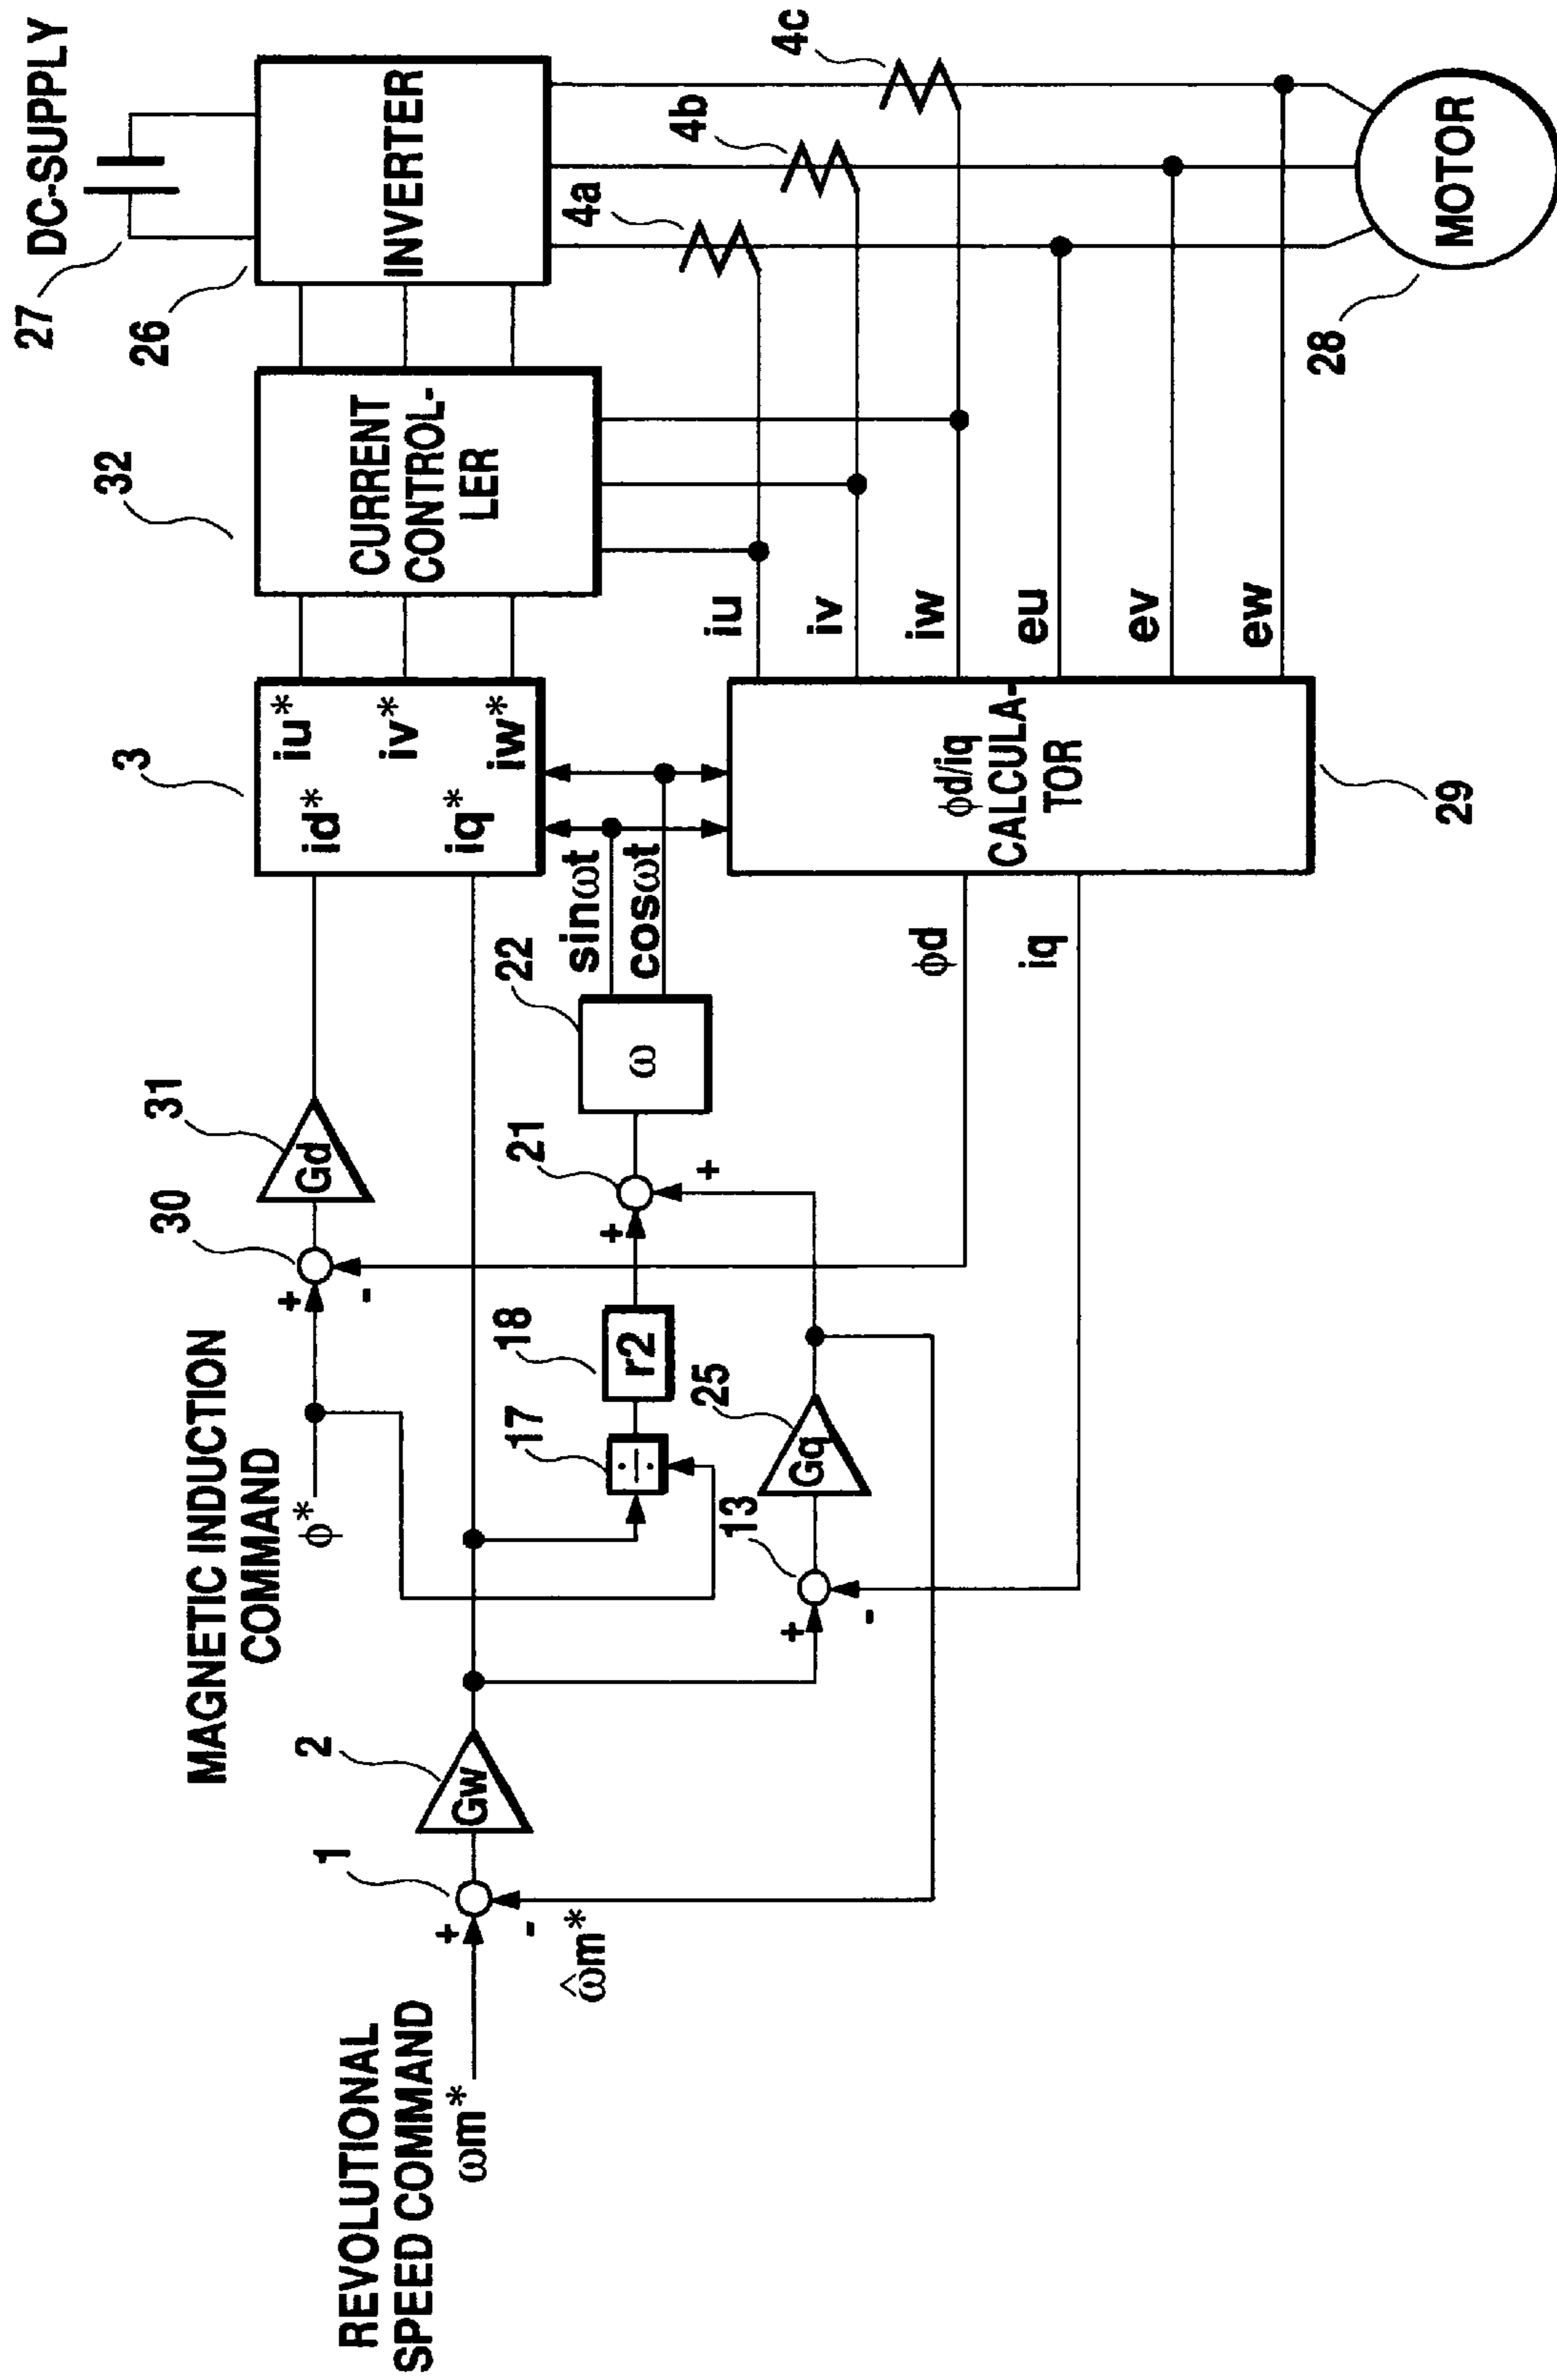 REVOLUTIONAL
SPEED COMMAND
ωm*
+
-
ω̂m*
1
Gw
2
MAGNETIC INDUCTION
COMMAND
ϕ*
+
-
30
Gd
31
+
-
13
Gq
25
÷
17
r2
18
+
+
21
ω
22
sinωt
cosωt
ϕd
iq
3
id*
iq*
iu*
iv*
iw*
ϕd/iq
CALCULA-
TOR
29
iu
iv
iw
eu
ev
ew
32
CURRENT
CONTROL-
LER
26
INVERTER
27
DC-SUPPLY
4a
4b
4c
28
MOTOR